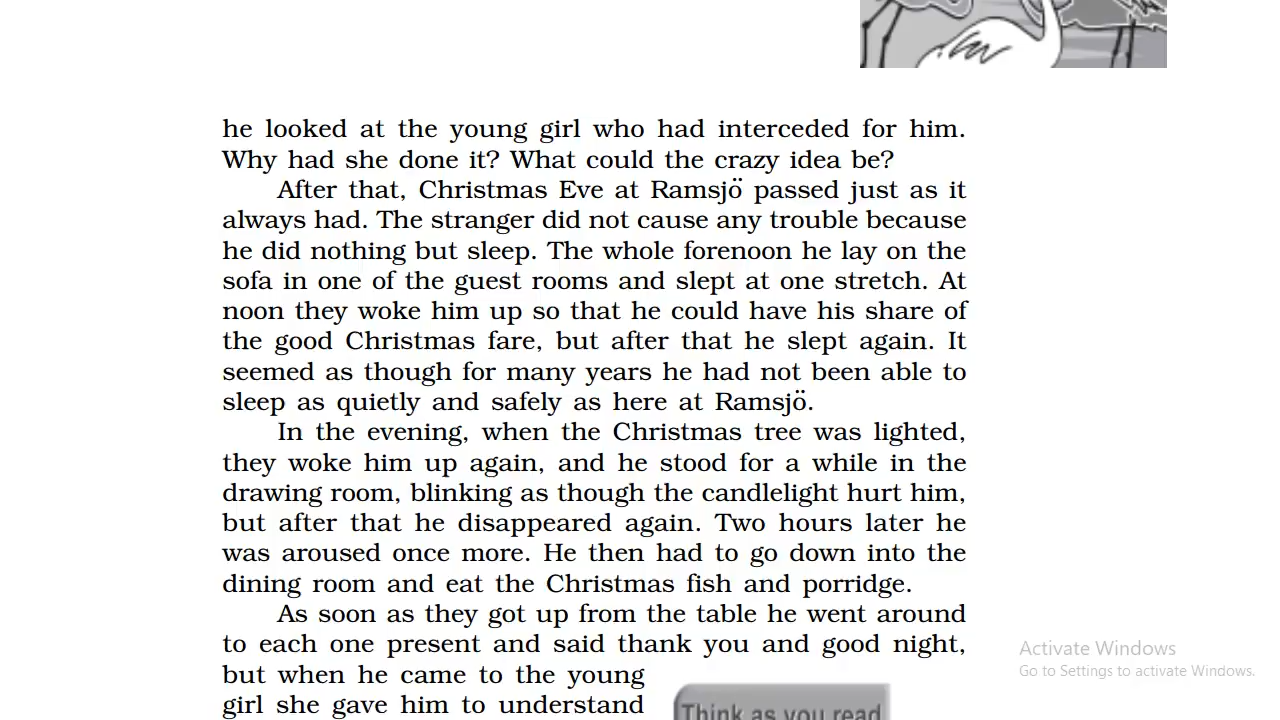 he looked at the young girl who had interceded for him.
Why had she done it? What could the crazy idea be?
After that, Christmas Eve at Ramsjö passed just as it
always had. The stranger did not cause any trouble because
he did nothing but sleep. The whole forenoon he lay on the
sofa in one of the guest rooms and slept at one stretch. At
noon they woke him up so that he could have his share of
the good Christmas fare, but after that he slept again. It
seemed as though for many years he had not been able to
sleep as quietly and safely as here at Ramsjö.
In the evening, when the Christmas tree was lighted,
they woke him up again, and he stood for a while in the
drawing room, blinking as though the candlelight hurt him,
but after that he disappeared again. Two hours later he
was aroused once more. He then had to go down into the
dining room and eat the Christmas fish and porridge.
As soon as they got up from the table he went around
to each one present and said thank you and good night,
but when he came to the young
girl she gave him to understand
Think as you read
Activate Windows
Go to Settings to activate Windows.